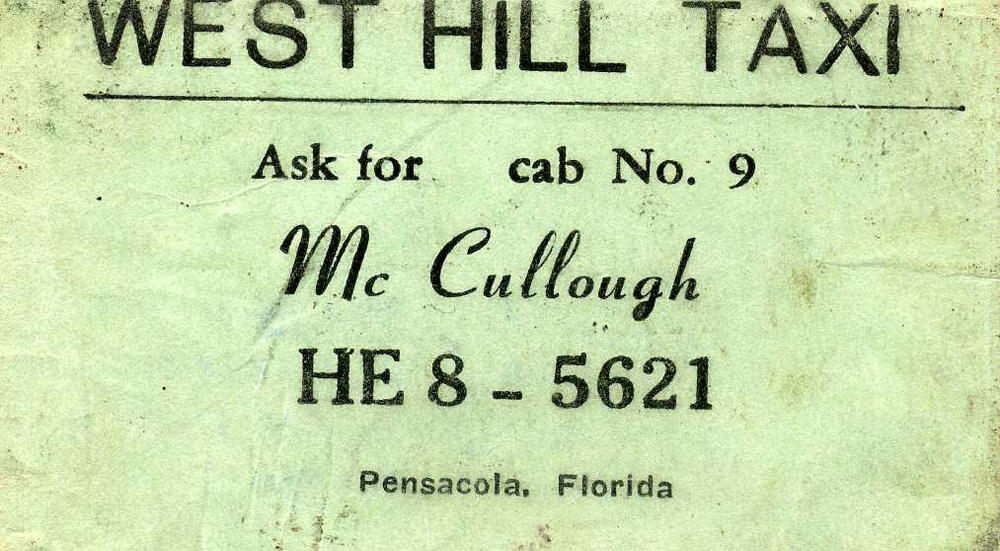 WEST HILL TAXI
Ask for cab No. 9
Mc Cullough
HE 8 - 5621
Pensacola, Florida